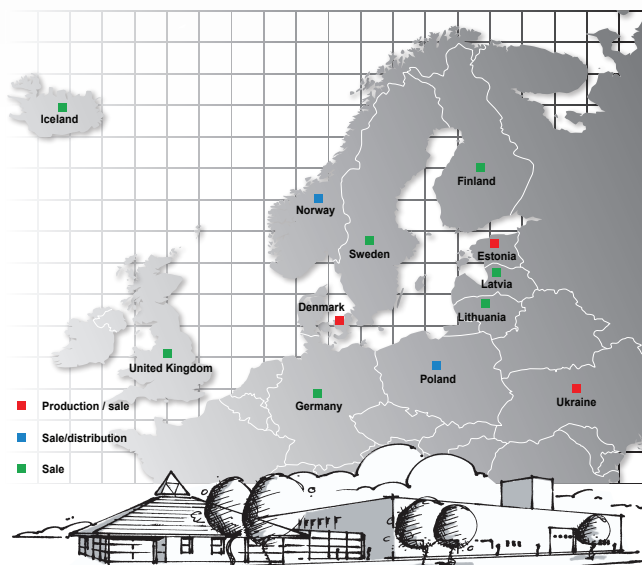 Iceland
Finland
Norway
Sweden
Estonia
Latvia
Denmark
Lithuania
United Kingdom
Poland
Germany
Ukraine
Production / sale
Sale/distribution
Sale